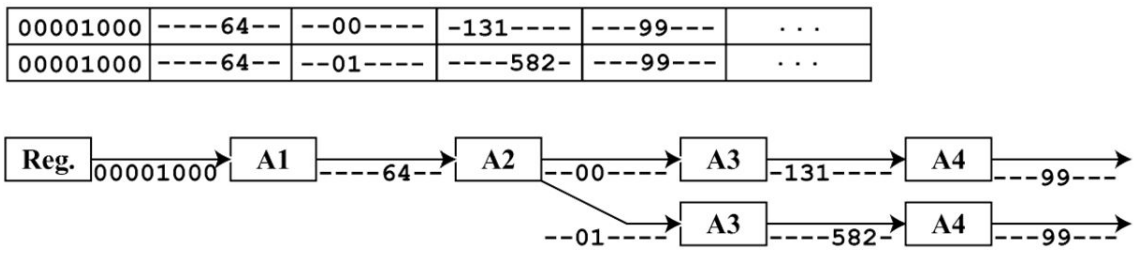 00001000 ----64-- --00---- -131---- ---99--- ...
00001000 ----64-- --01---- ----582- ---99--- ...
Reg. 00001000 A1 ----64-- A2 --00---- A3 -131---- A4 ---99---
--01---- A3 ----582- A4 ---99---